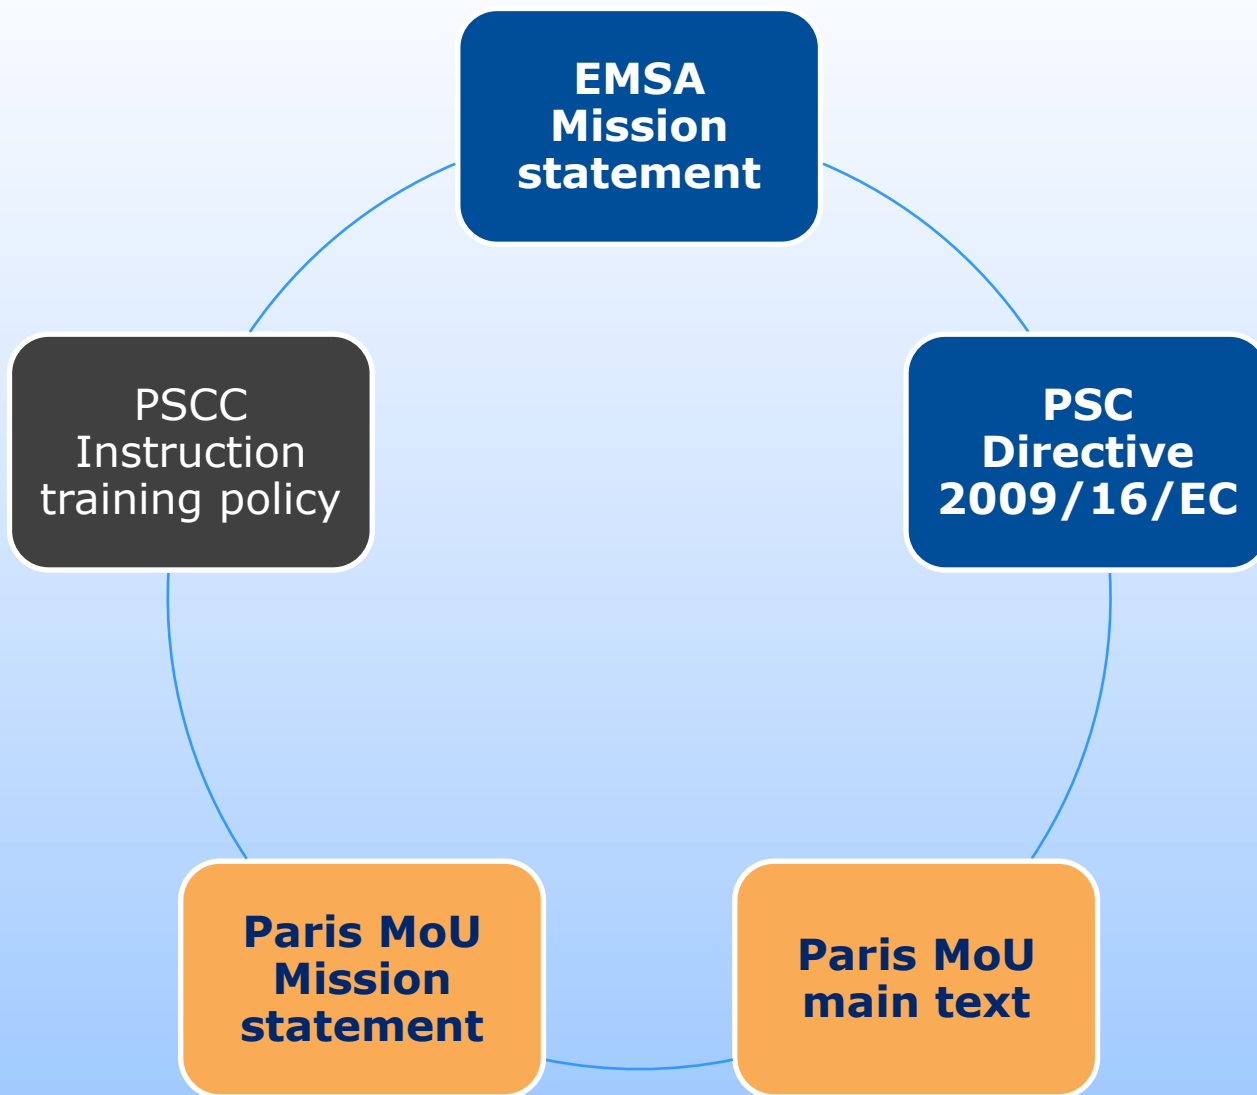 EMSA
Mission
statement
PSCC
Instruction
training policy
PSC
Directive
2009/16/EC
Paris MoU
Mission
statement
Paris MoU
main text